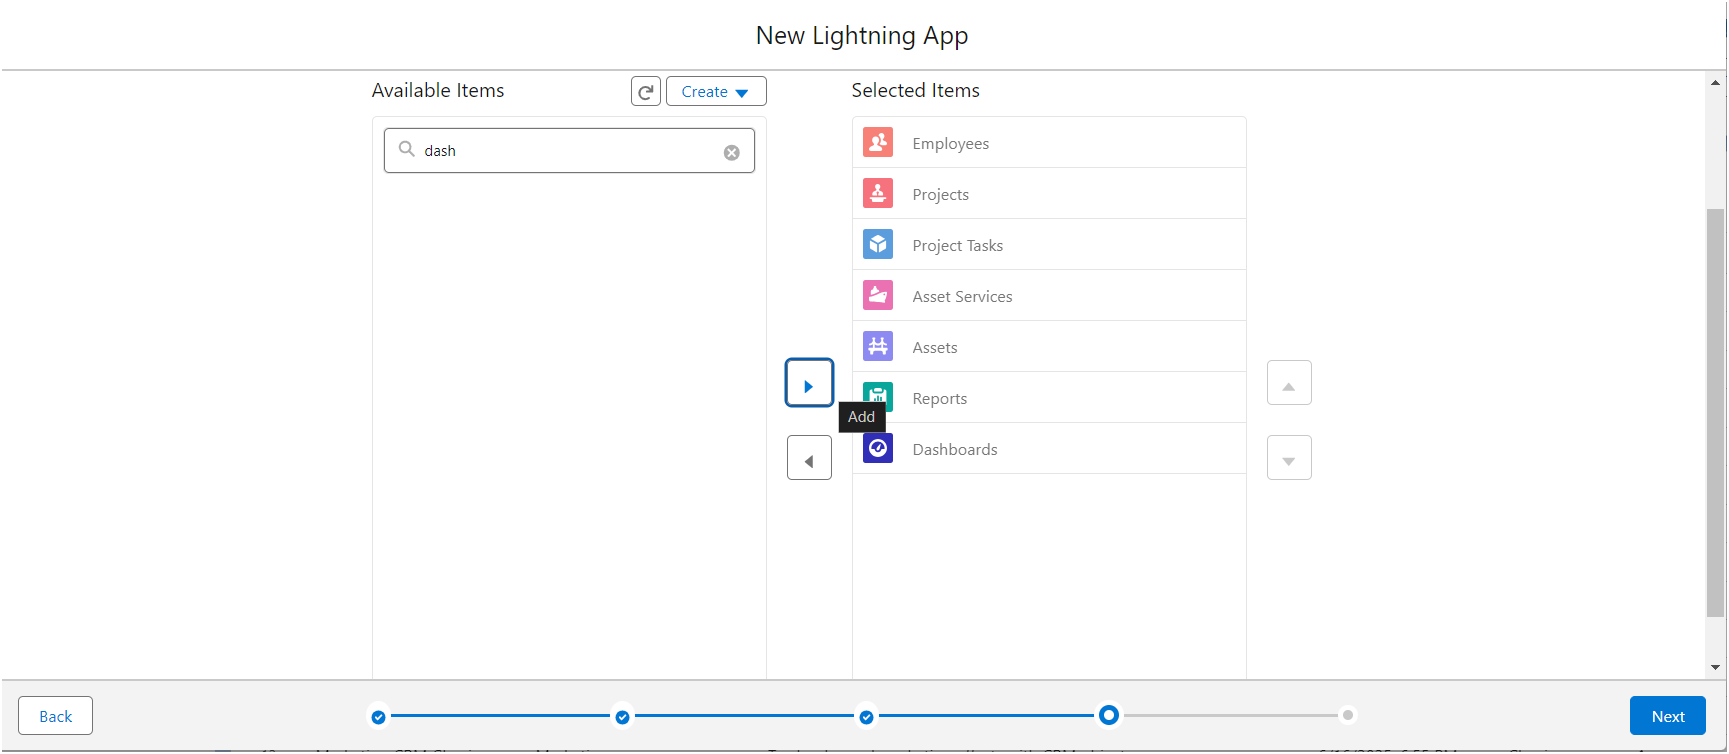 New Lightning App
Available Items
Create
Selected Items
dash
Employees
Projects
Project Tasks
Asset Services
Assets
Reports
Add
Dashboards
Back
Next